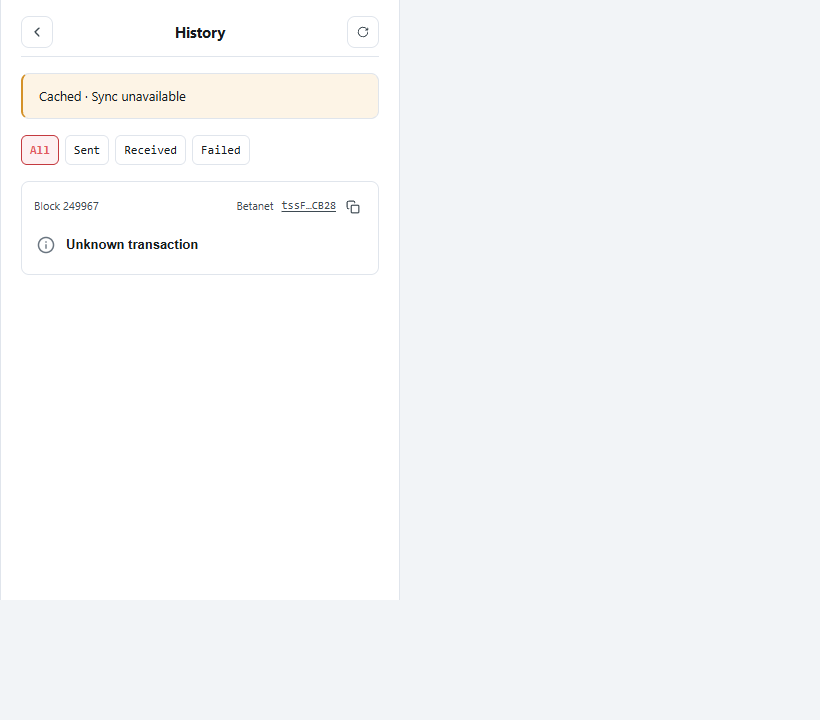 History
Cached · Sync unavailable
All Sent Received Failed
Block 249967 Betanet tssF…CB28
Unknown transaction